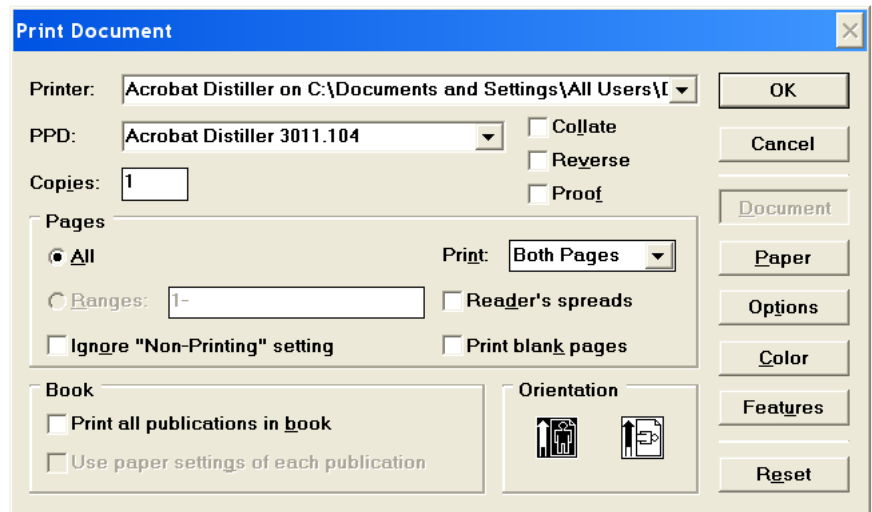 Print Document
Printer: Acrobat Distiller on C:\Documents and Settings\All Users\D
OK
PPD: Acrobat Distiller 3011.104
Collate
Cancel
Reverse
Copies: 1
Proof
Document
Pages
All
Print: Both Pages
Paper
Ranges: 1-
Reader's spreads
Options
Ignore "Non-Printing" setting
Print blank pages
Color
Book
Orientation
Print all publications in book
Features
Use paper settings of each publication
Reset